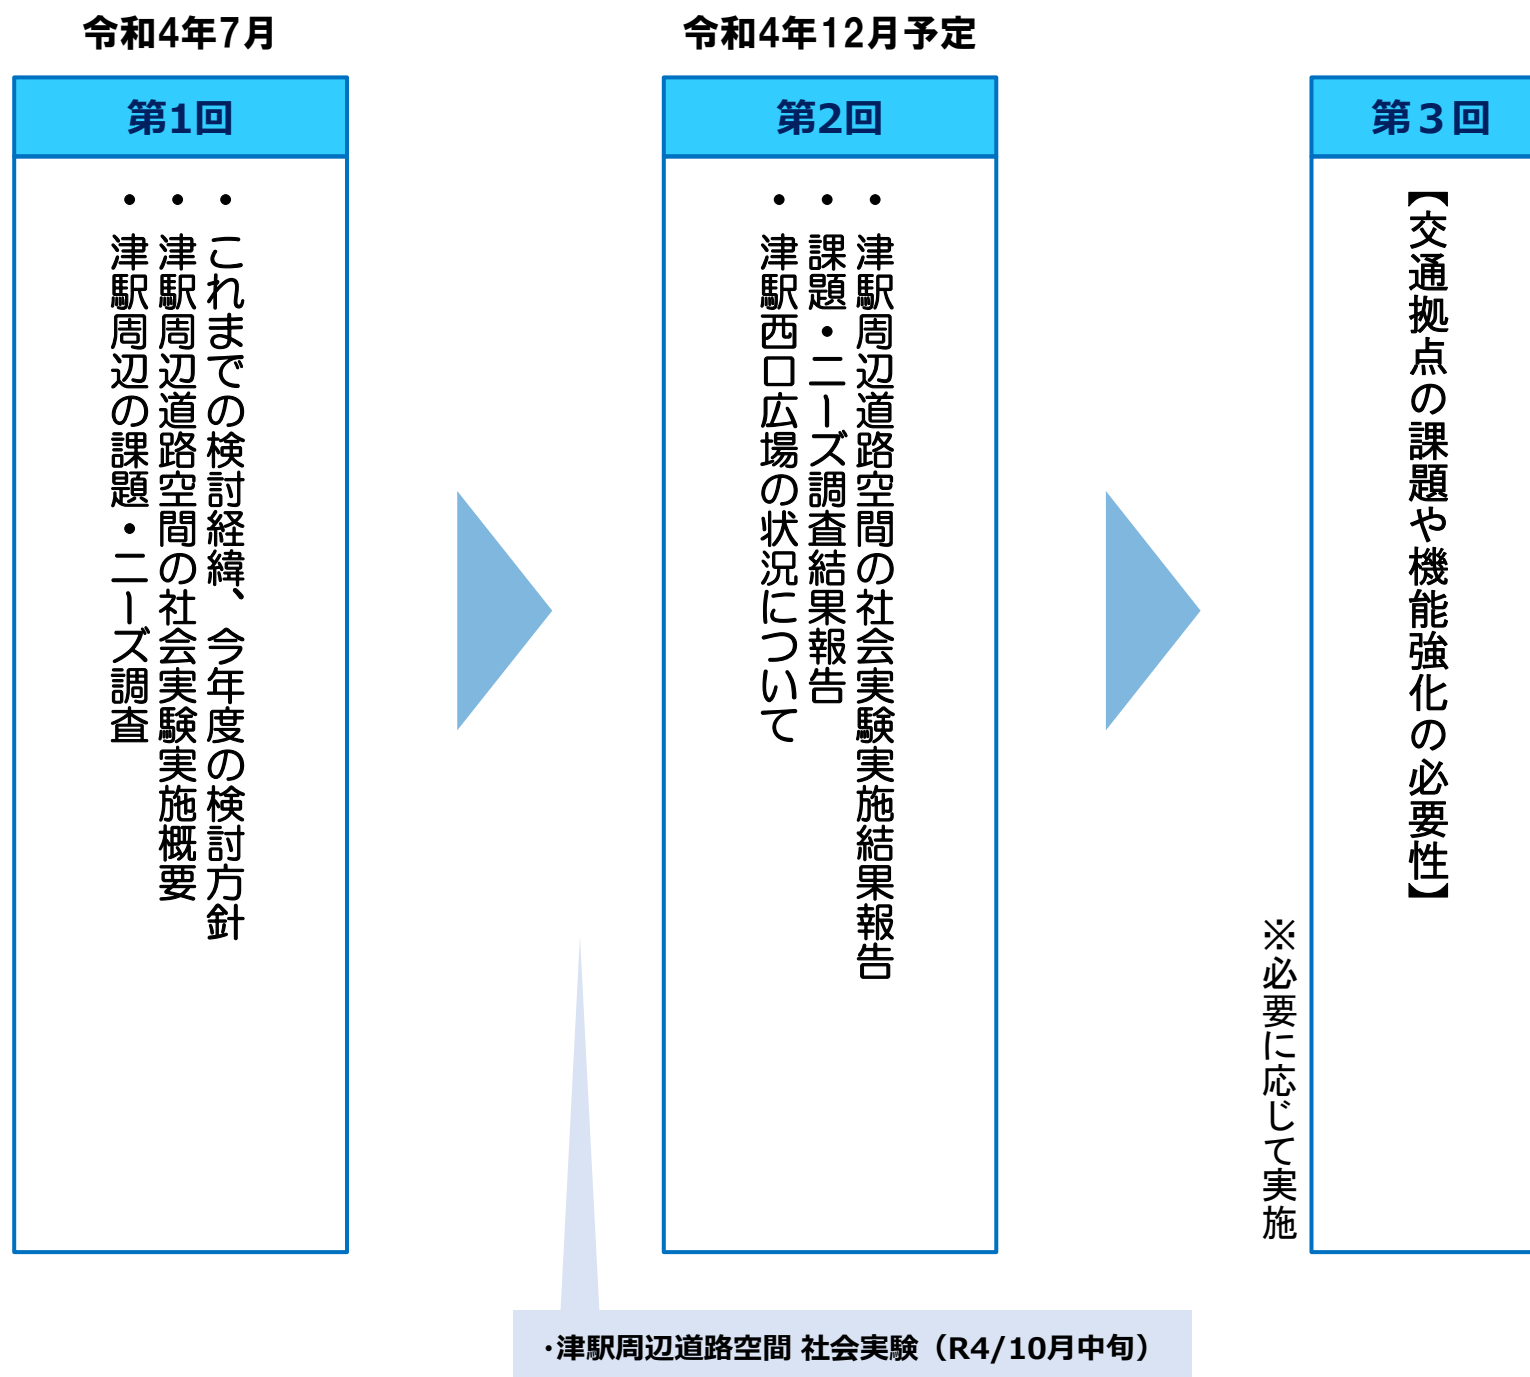 令和4年7月
第1回
・これまでの検討経緯、今年度の検討方針
・津駅周辺道路空間の社会実験実施概要
・津駅周辺の課題・ニーズ調査
令和4年12月予定
第2回
・津駅周辺道路空間の社会実験実施結果報告
・課題・ニーズ調査結果報告
・津駅西口広場の状況について
第３回
【交通拠点の課題や機能強化の必要性】
※必要に応じて実施
・津駅周辺道路空間 社会実験（R4/10月中旬）